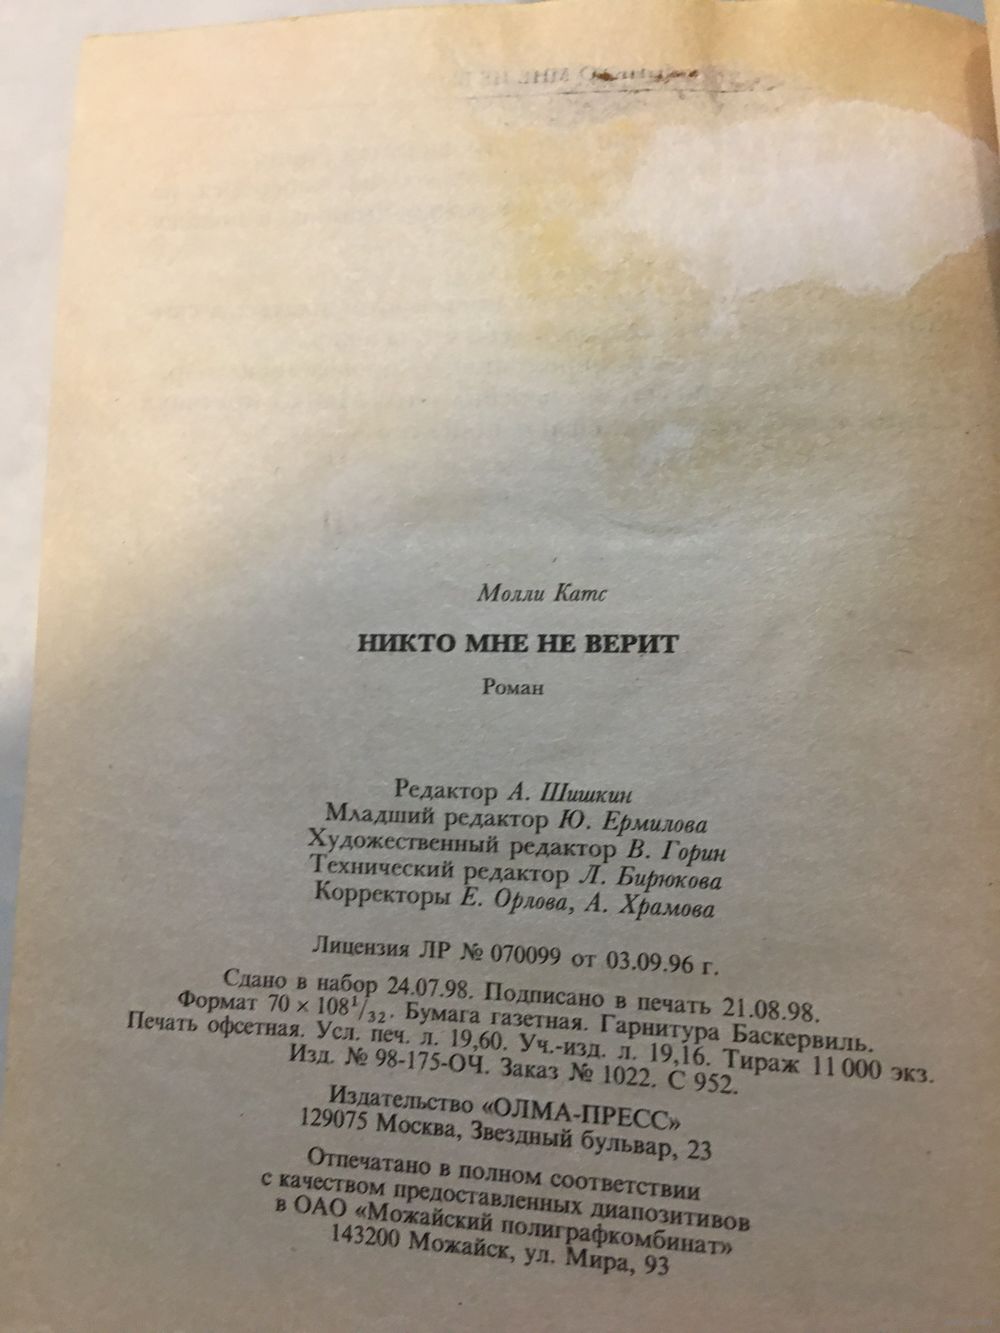 Молли Катс
НИКТО МНЕ НЕ ВЕРИТ
Роман
Редактор А. Шишкин
Младший редактор Ю. Ермилова
Художественный редактор В. Горин
Технический редактор Л. Бирюкова
Корректоры Е. Орлова, А. Храмова
Лицензия ЛР № 070099 от 03.09.96 г.
Сдано в набор 24.07.98. Подписано в печать 21.08.98.
Формат 70 × 108¹/₃₂. Бумага газетная. Гарнитура Баскервиль.
Печать офсетная. Усл. печ. л. 19,60. Уч.-изд. л. 19,16. Тираж 11 000 экз.
Изд. № 98-175-ОЧ. Заказ № 1022. С 952.
Издательство «ОЛМА-ПРЕСС»
129075 Москва, Звездный бульвар, 23
Отпечатано в полном соответствии
с качеством предоставленных диапозитивов
в ОАО «Можайский полиграфкомбинат»
143200 Можайск, ул. Мира, 93